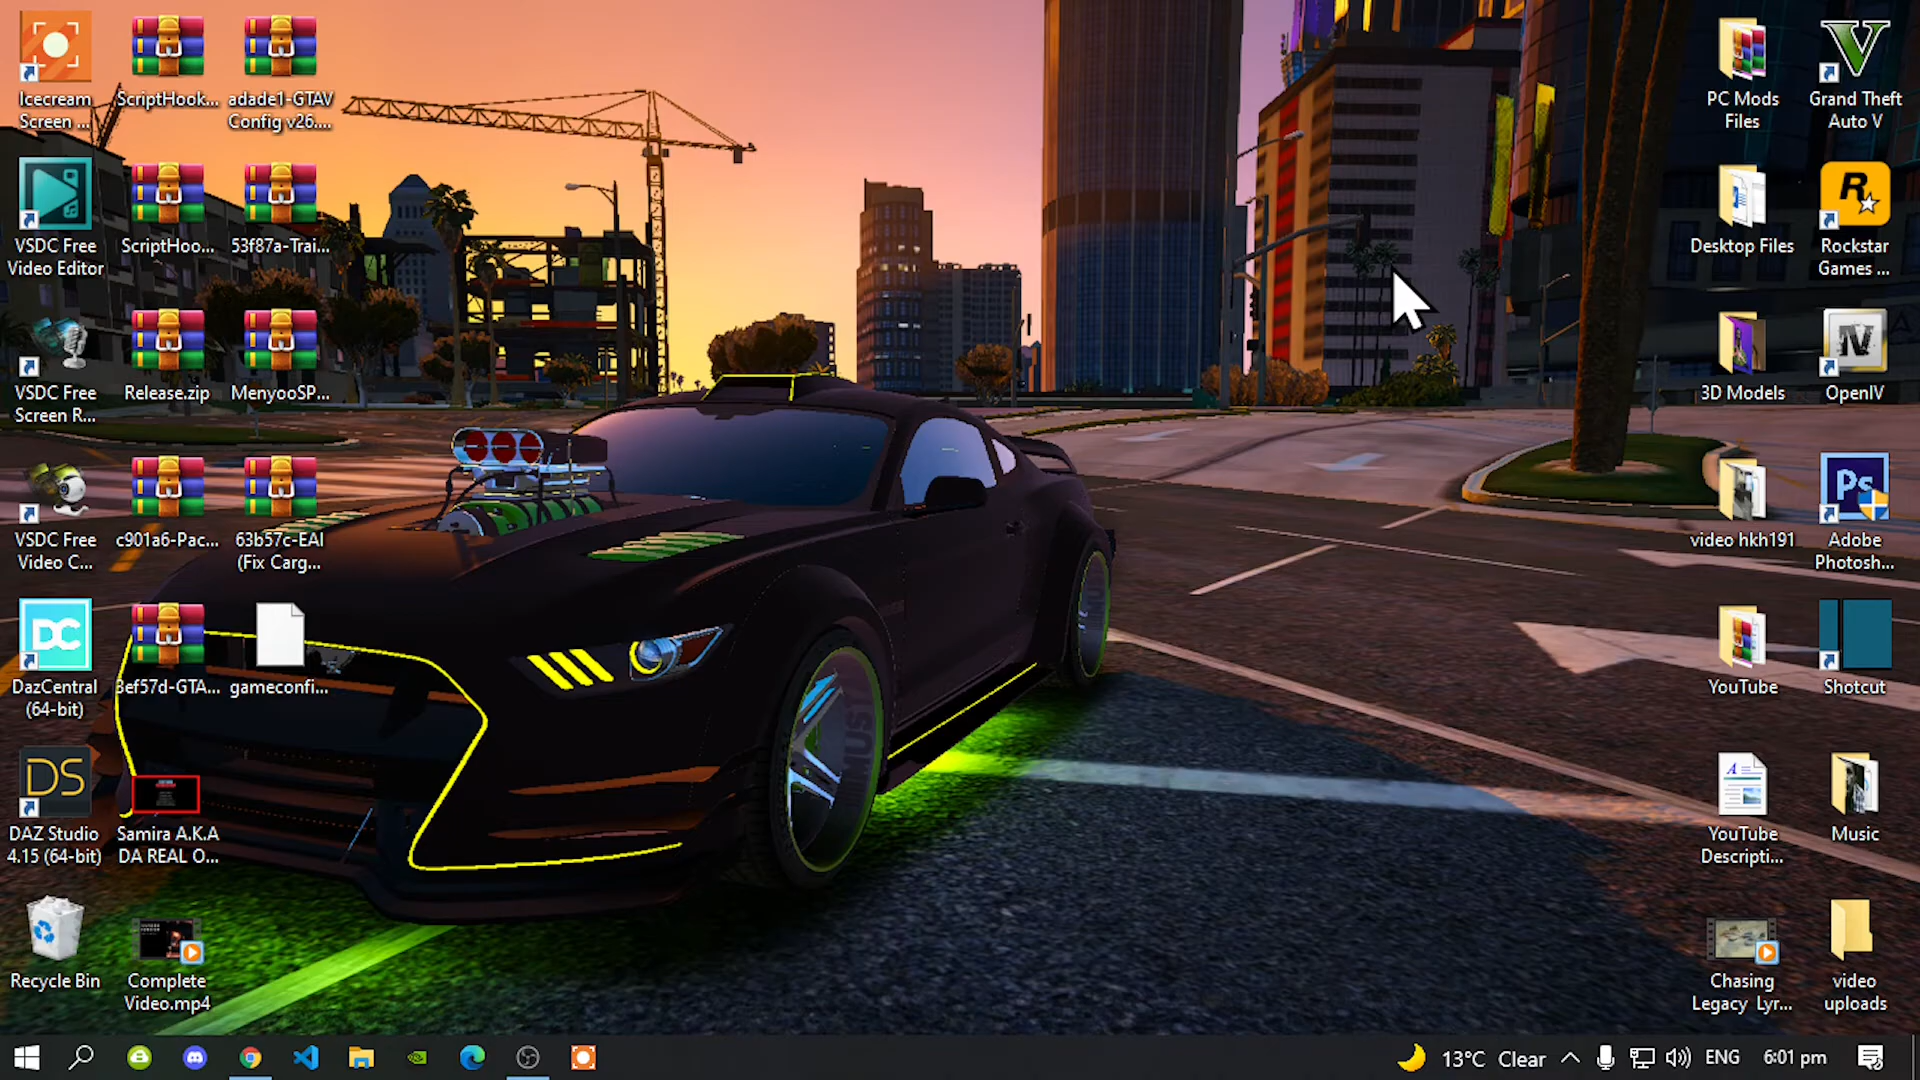 Icecream
Screen ...
ScriptHook...
adade1-GTAV
Config v26....
VSDC Free
Video Editor
ScriptHoo...
53f87a-Trai...
VSDC Free
Screen R...
Release.zip
MenyooSP...
VSDC Free
Video C...
c901a6-Pac...
63b57c-EAI
(Fix Carg...
DC
DazCentral
(64-bit)
3ef57d-GTA...
gameconfi...
DS
DAZ Studio
4.15 (64-bit)
Samira A.K.A
DA REAL O...
Recycle Bin
Complete
Video.mp4
PC Mods
Files
V
Grand Theft
Auto V
Desktop Files
R
Rockstar
Games ...
3D Models
IV
OpenIV
video hkh191
Ps
Adobe
Photosh...
YouTube
Shotcut
YouTube
Descripti...
Music
Chasing
Legacy Lyr...
video
uploads
13°C Clear
ENG
6:01 pm